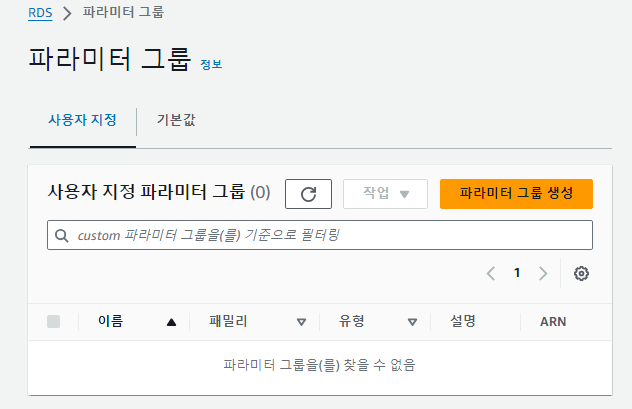 RDS > 파라미터 그룹
파라미터 그룹 정보
사용자 지정 기본값
사용자 지정 파라미터 그룹 (0) 작업 파라미터 그룹 생성
custom 파라미터 그룹을(를) 기준으로 필터링
1
이름 패밀리 유형 설명 ARN
파라미터 그룹을(를) 찾을 수 없음